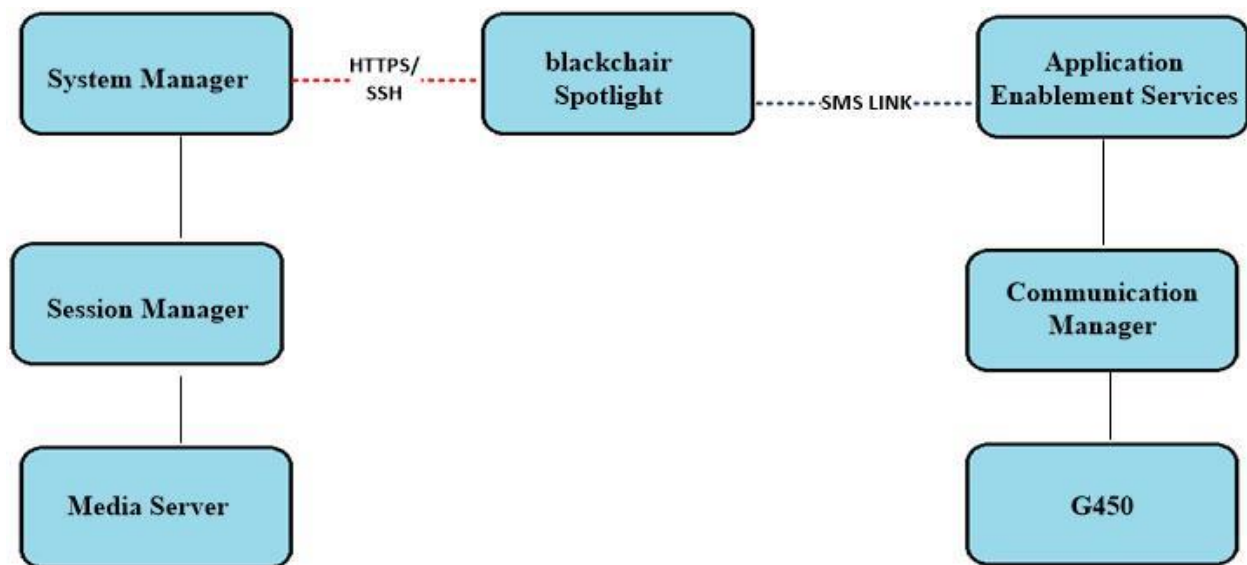 System Manager
HTTPS/
SSH
blackchair
Spotlight
SMS LINK
Application
Enablement Services
Session Manager
Communication
Manager
Media Server
G450